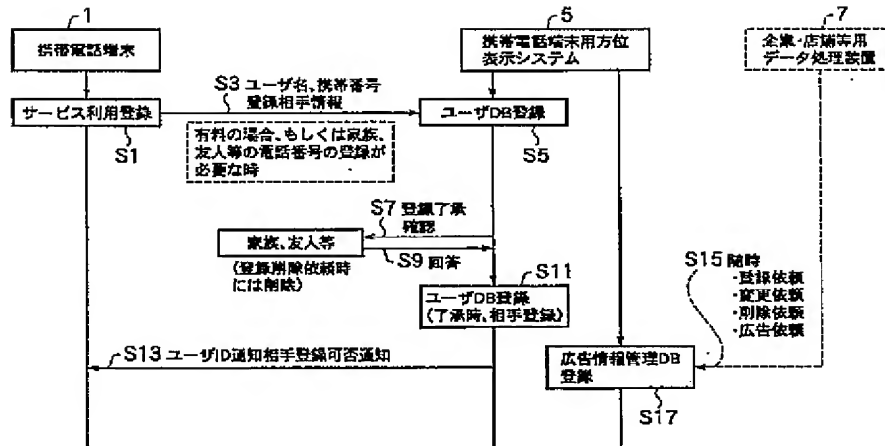 1
携帯電話端末
5
携帯電話端末用方位
表示システム
7
企業・店舗等用
データ処理装置
サービス利用登録
S1
S3 ユーザ名、携帯番号
登録相手情報
有料の場合、もしくは家族、
友人等の電話番号の登録が
必要な時
ユーザDB登録
S5
S7 登録了承
確認
家族、友人等
(登録削除依頼時
には削除)
S9 回答
S11
ユーザDB登録
(了承時、相手登録)
S13 ユーザID通知相手登録可否通知
S15 随時
・登録依頼
・変更依頼
・削除依頼
・広告依頼
広告情報管理DB
登録
S17